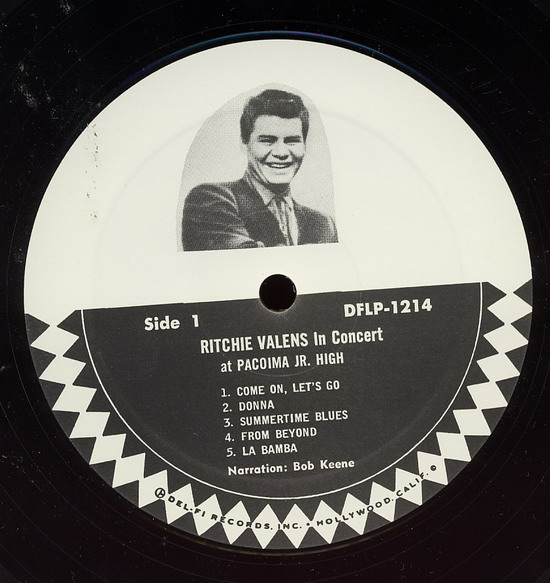 Side 1
DFLP-1214
RITCHIE VALENS In Concert
at PACOIMA JR. HIGH
1. COME ON, LET'S GO
2. DONNA
3. SUMMERTIME BLUES
4. FROM BEYOND
5. LA BAMBA
Narration: Bob Keene
DEL-FI RECORDS, INC. • HOLLYWOOD, CALIF.